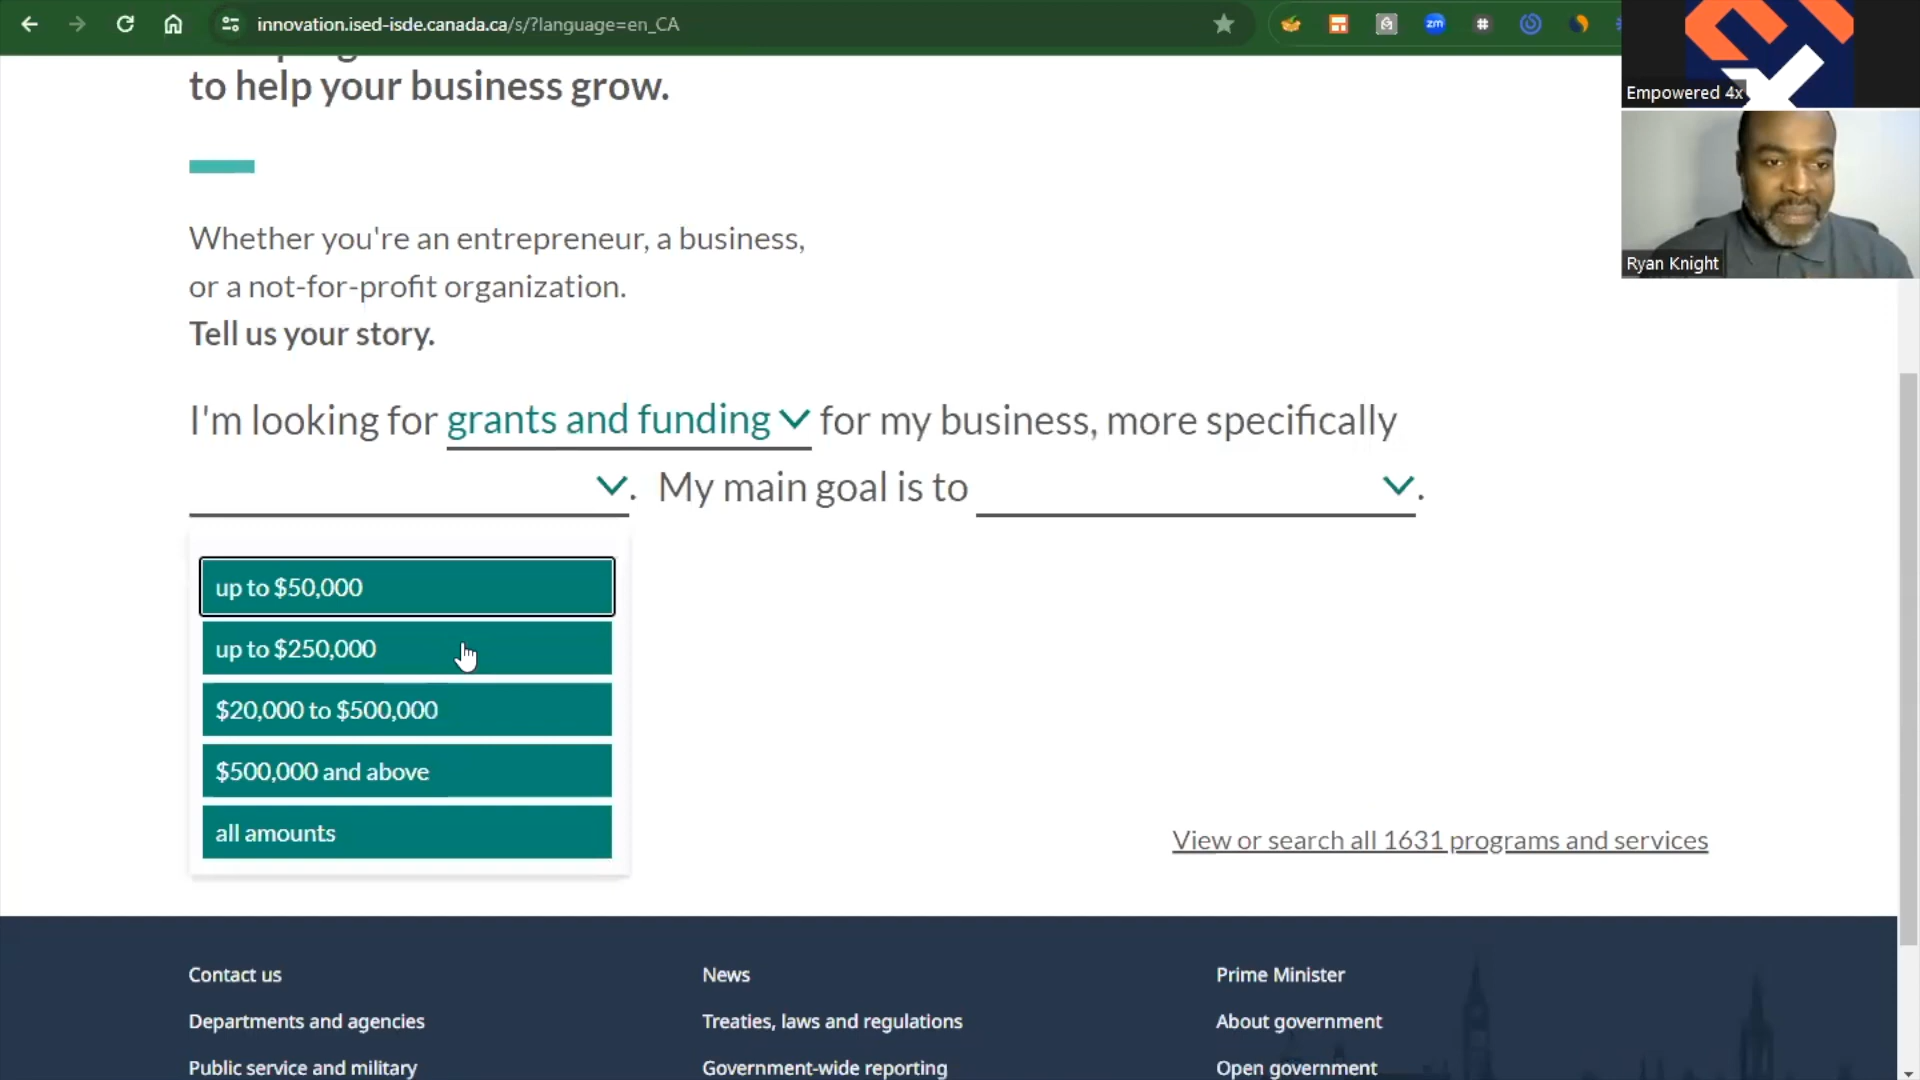 innovation.ised-isde.canada.ca/s/?language=en_CA
zm
to help your business grow.
Empowered 4x
Ryan Knight
Whether you're an entrepreneur, a business,
or a not-for-profit organization.
Tell us your story.
I'm looking for grants and funding for my business, more specifically
. My main goal is to .
up to $50,000
up to $250,000
$20,000 to $500,000
$500,000 and above
all amounts
View or search all 1631 programs and services
Contact us
News
Prime Minister
Departments and agencies
Treaties, laws and regulations
About government
Public service and military
Government-wide reporting
Open government